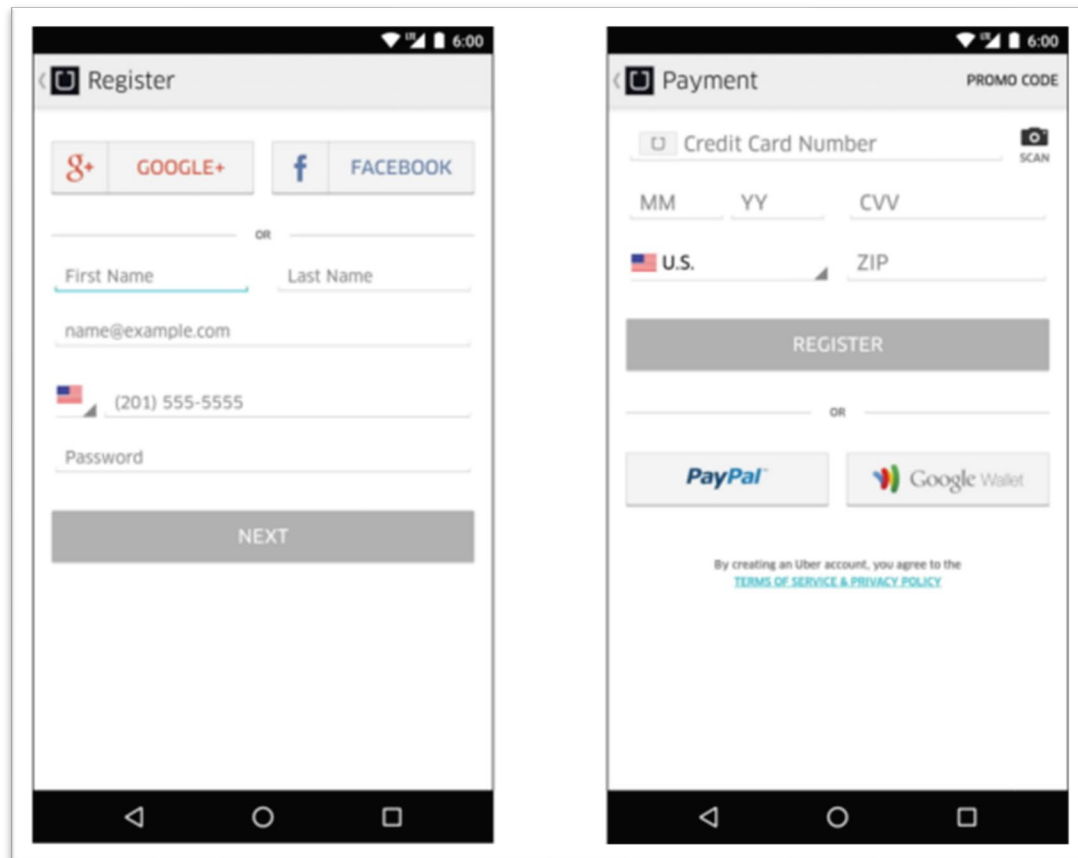 6:00
Register
GOOGLE+
FACEBOOK
OR
First Name
Last Name
name@example.com
(201) 555-5555
Password
NEXT
6:00
Payment
PROMO CODE
Credit Card Number
SCAN
MM
YY
CVV
U.S.
ZIP
REGISTER
OR
PayPal
Google Wallet
By creating an Uber account, you agree to the
TERMS OF SERVICE & PRIVACY POLICY